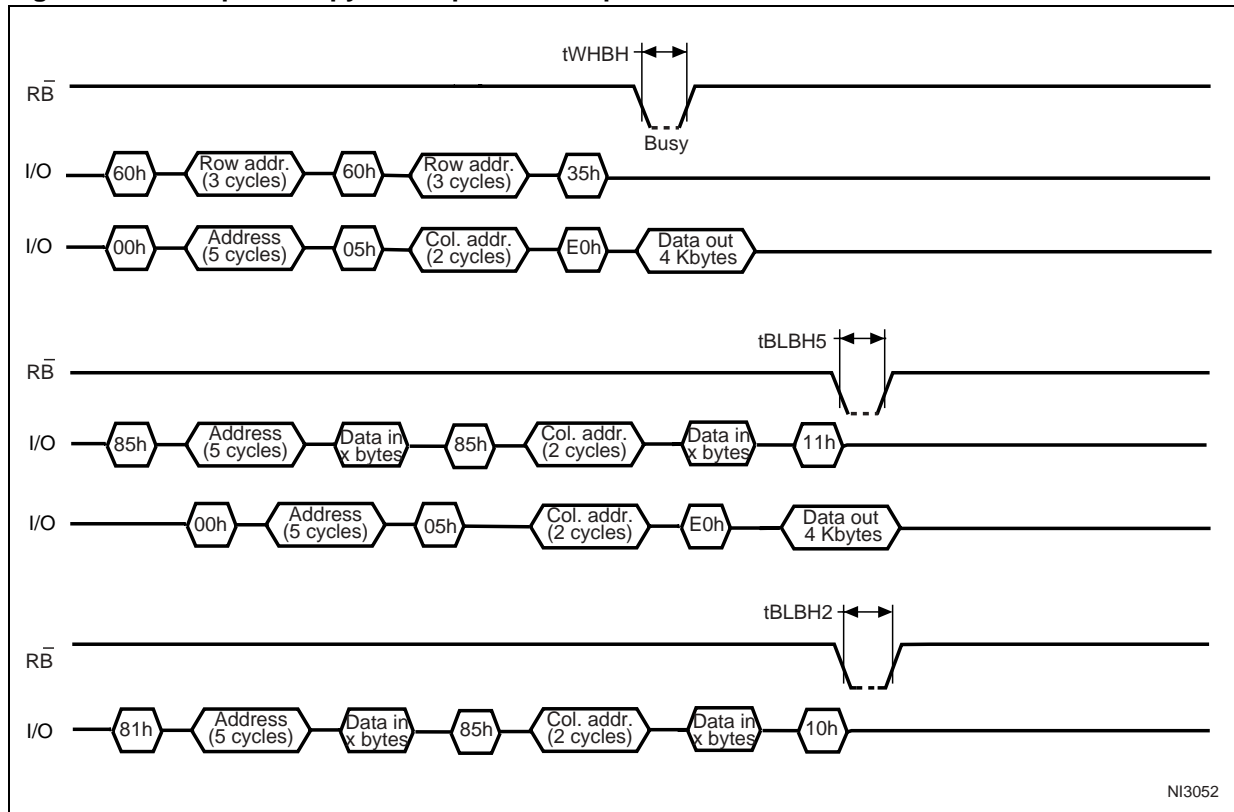 tWHBH
RB̅
Busy
I/O 60h Row addr. (3 cycles) 60h Row addr. (3 cycles) 35h
I/O 00h Address (5 cycles) 05h Col. addr. (2 cycles) E0h Data out 4 Kbytes
tBLBH5
RB̅
I/O 85h Address (5 cycles) Data in x bytes 85h Col. addr. (2 cycles) Data in x bytes 11h
I/O 00h Address (5 cycles) 05h Col. addr. (2 cycles) E0h Data out 4 Kbytes
tBLBH2
RB̅
I/O 81h Address (5 cycles) Data in x bytes 85h Col. addr. (2 cycles) Data in x bytes 10h
NI3052